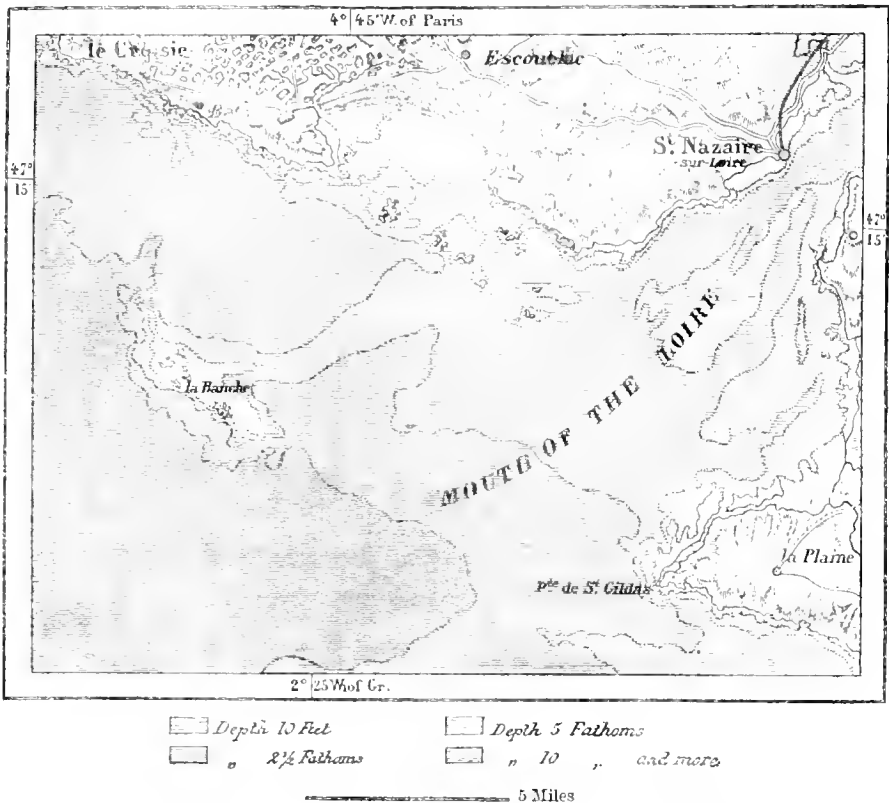 4° 45' W. of Paris
le Croisic
Escoublac
St. Nazaire
sur-Loire
47°
15'
47°
15'
MOUTH OF THE LOIRE
la Banche
la Plaine
Pte de St. Gildas
2° 25' W. of Gr.
Depth 10 Feet
Depth 5 Fathoms
" 2½ Fathoms
" 10 " and more.
5 Miles